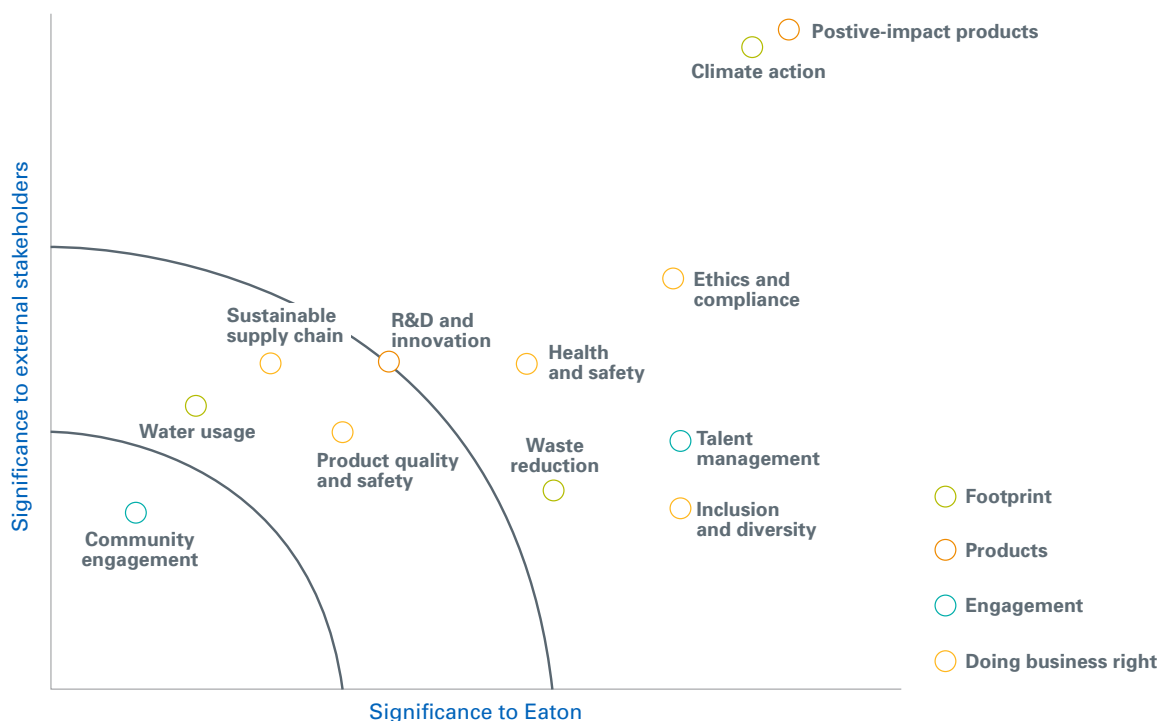 Postive-impact products
Climate action
Significance to external stakeholders
Ethics and
compliance
Sustainable
supply chain
R&D and
innovation
Health
and safety
Water usage
Product quality
and safety
Waste
reduction
Talent
management
Inclusion
and diversity
Community
engagement
Footprint
Products
Engagement
Doing business right
Significance to Eaton